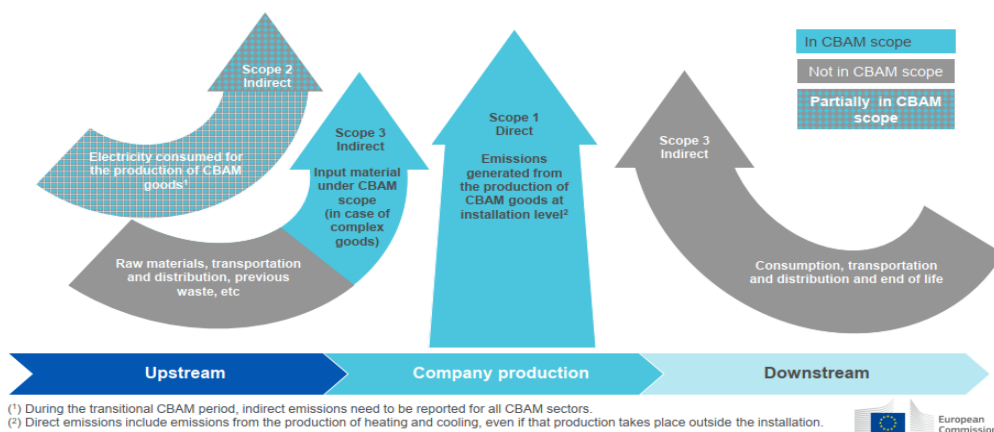 Scope 2
Indirect
Electricity consumed for
the production of CBAM
goods¹
Scope 3
Indirect
Input material
under CBAM
scope
(in case of
complex
goods)
Raw materials, transportation
and distribution, previous
waste, etc
Scope 1
Direct
Emissions
generated from
the production of
CBAM goods at
installation level²
Scope 3
Indirect
Consumption, transportation
and distribution and end of life
In CBAM scope
Not in CBAM scope
Partially in CBAM
scope
Upstream
Company production
Downstream
(¹) During the transitional CBAM period, indirect emissions need to be reported for all CBAM sectors.
(²) Direct emissions include emissions from the production of heating and cooling, even if that production takes place outside the installation.
European
Commission